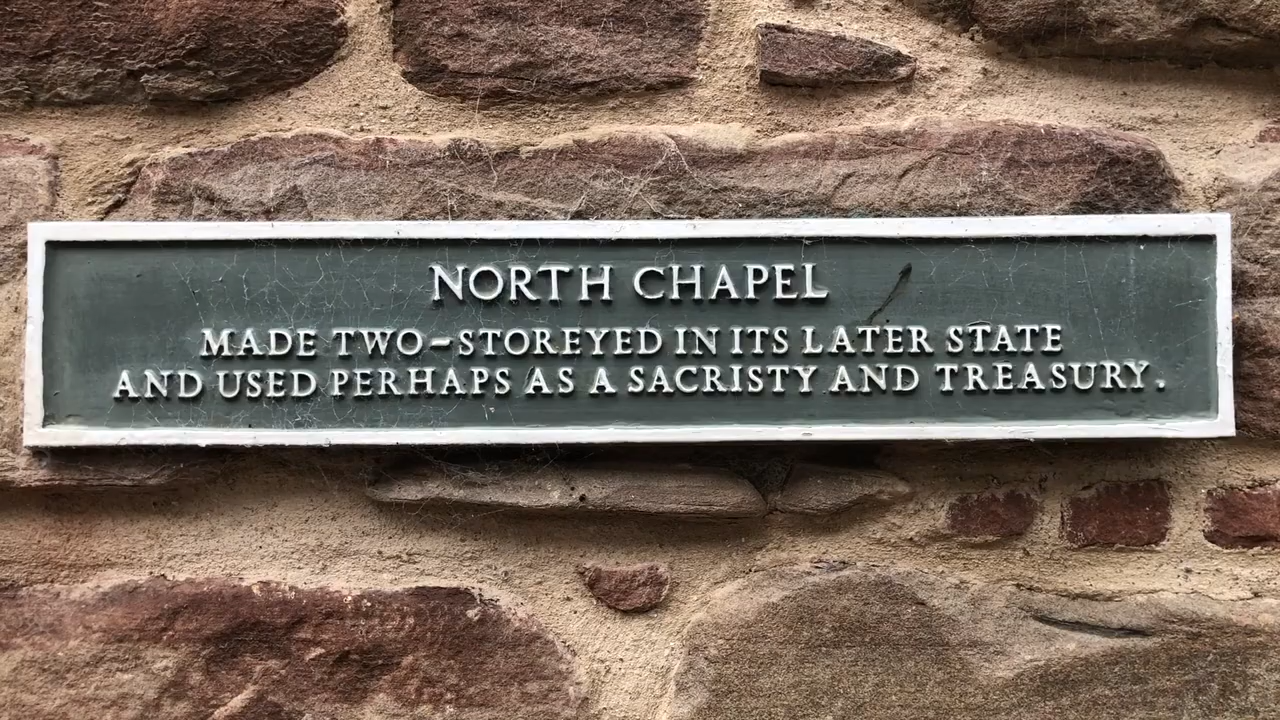 NORTH CHAPEL
MADE TWO-STOREYED IN ITS LATER STATE
AND USED PERHAPS AS A SACRISTY AND TREASURY.